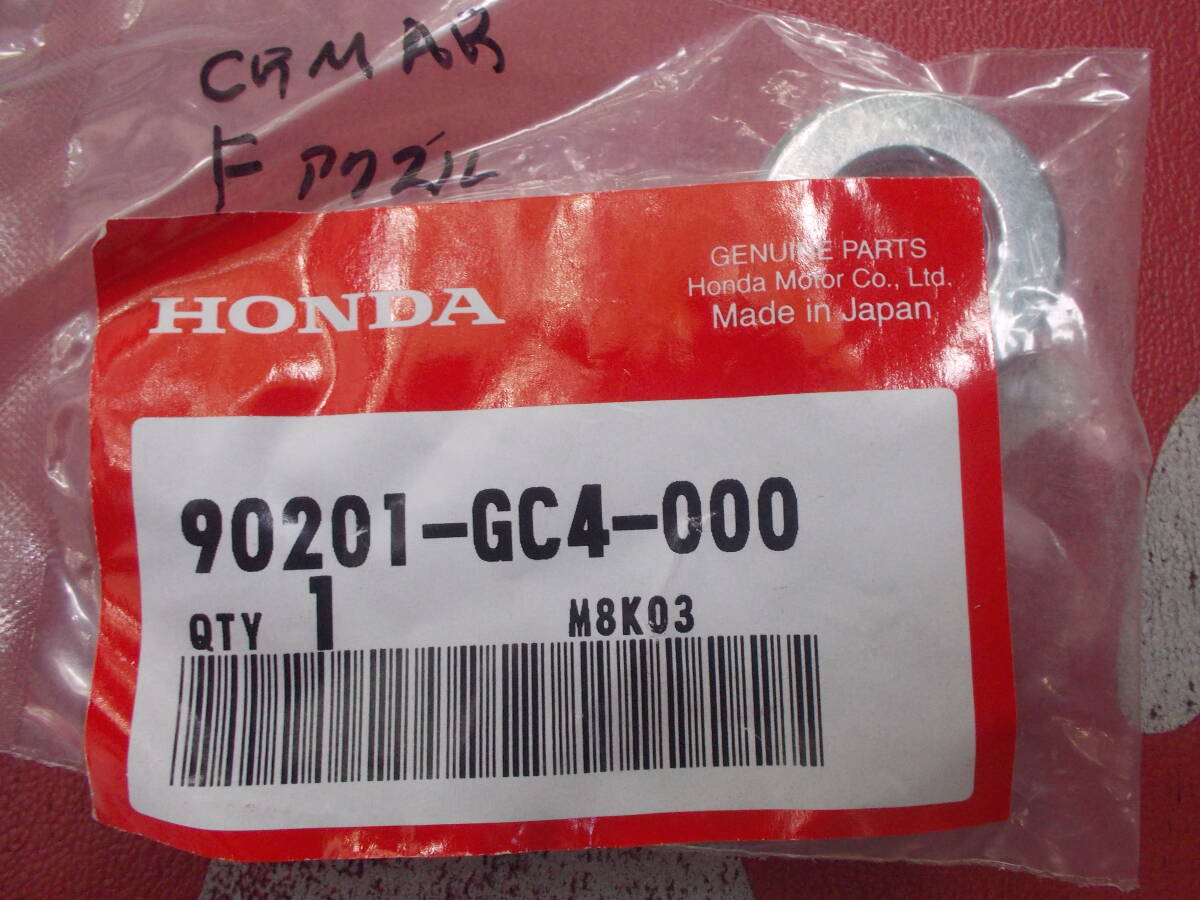 CRM AR
F アクスル
HONDA
GENUINE PARTS
Honda Motor Co., Ltd.
Made in Japan
90201-GC4-000
QTY 1 M8K03